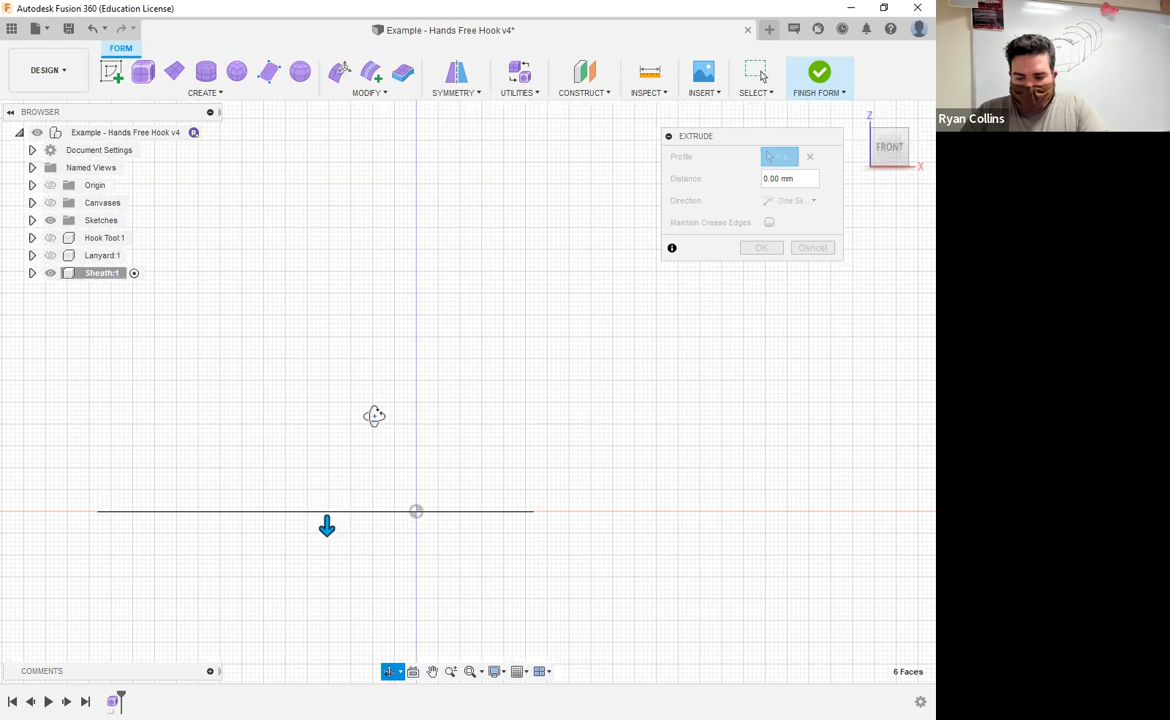 Autodesk Fusion 360 (Education License)
Example - Hands Free Hook v4*
FORM
DESIGN
CREATE
MODIFY
SYMMETRY
UTILITIES
CONSTRUCT
INSPECT
INSERT
SELECT
FINISH FORM
BROWSER
Example - Hands Free Hook v4
R
Document Settings
Named Views
Origin
Canvases
Sketches
Hook Tool:1
Lanyard:1
Sheath:1
EXTRUDE
Profile
Distance
0.00 mm
Direction
One Si...
Maintain Crease Edges
OK
Cancel
Z
FRONT
X
Ryan Collins
COMMENTS
6 Faces